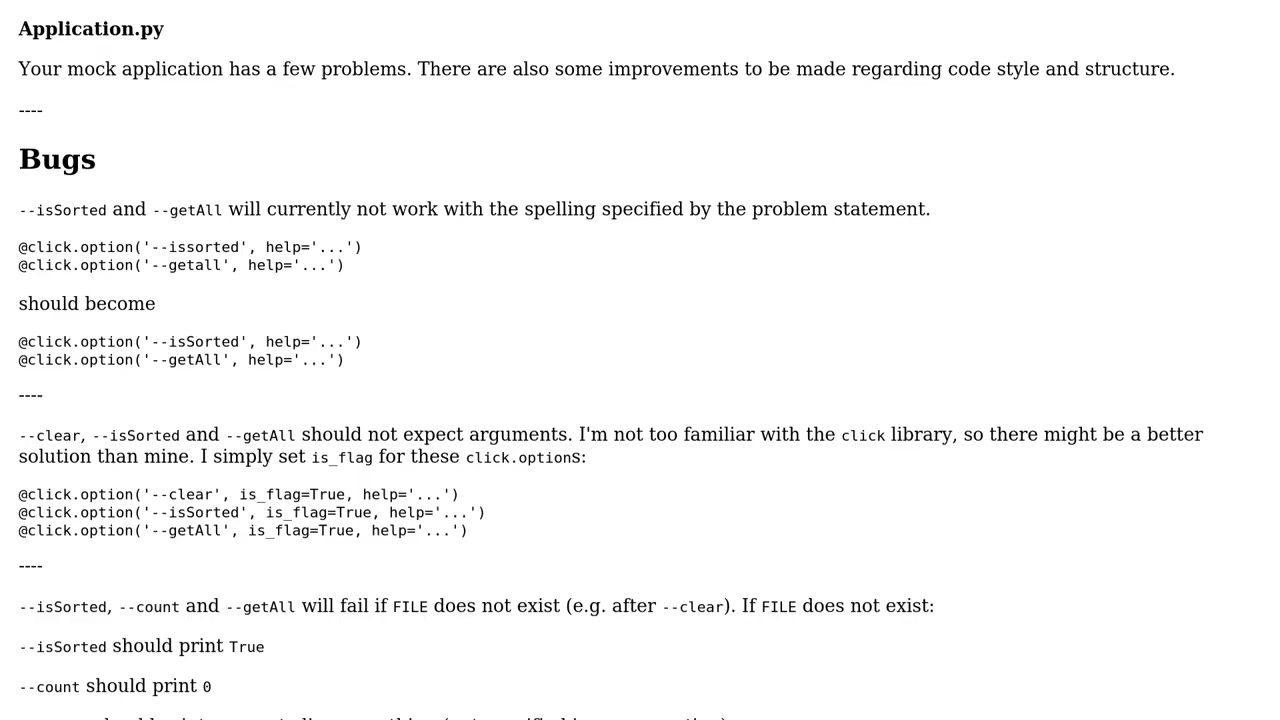 Application.py
Your mock application has a few problems. There are also some improvements to be made regarding code style and structure.
----
Bugs
--isSorted and --getAll will currently not work with the spelling specified by the problem statement.
@click.option('--issorted', help='...')
@click.option('--getall', help='...')
should become
@click.option('--isSorted', help='...')
@click.option('--getAll', help='...')
----
--clear, --isSorted and --getAll should not expect arguments. I'm not too familiar with the click library, so there might be a better
solution than mine. I simply set is_flag for these click.options:
@click.option('--clear', is_flag=True, help='...')
@click.option('--isSorted', is_flag=True, help='...')
@click.option('--getAll', is_flag=True, help='...')
----
--isSorted, --count and --getAll will fail if FILE does not exist (e.g. after --clear). If FILE does not exist:
--isSorted should print True
--count should print 0